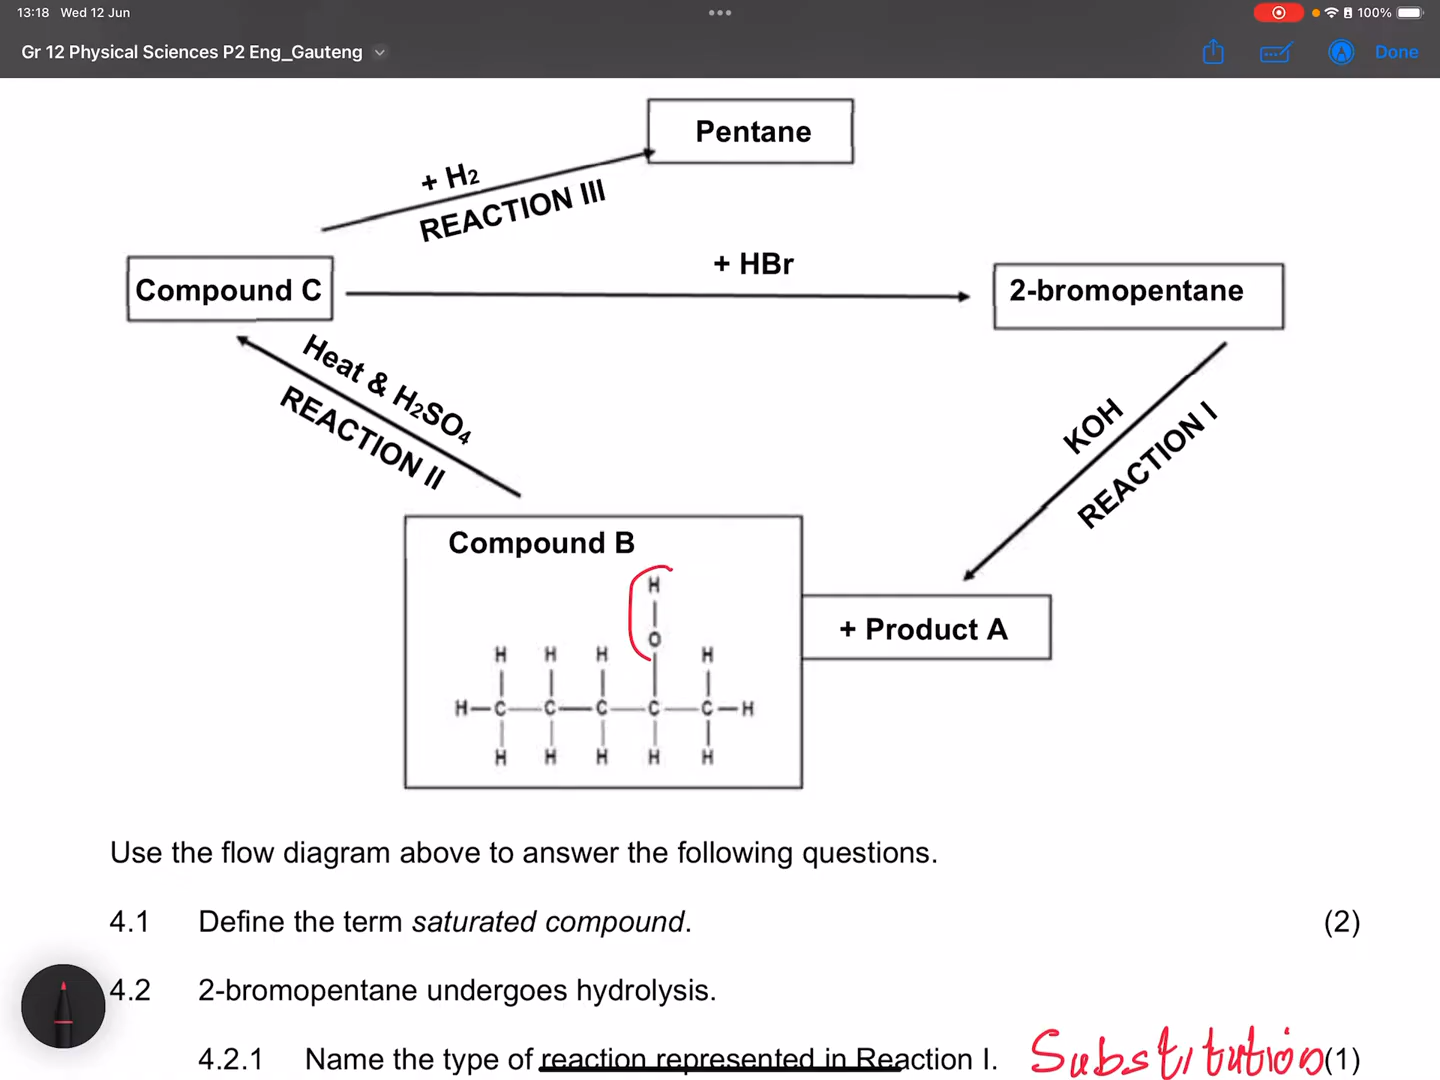 13:18 Wed 12 Jun
100%
Gr 12 Physical Sciences P2 Eng_Gauteng
Done
Pentane
+ H₂
REACTION III
Compound C
+ HBr
2-bromopentane
Heat & H₂SO₄
REACTION II
KOH
REACTION I
Compound B
H
O
+ Product A
H H H H
H-C-C-C-C-C-H
H H H H H
Use the flow diagram above to answer the following questions.
4.1 Define the term saturated compound. (2)
4.2 2-bromopentane undergoes hydrolysis.
4.2.1 Name the type of reaction represented in Reaction I. Substitution (1)